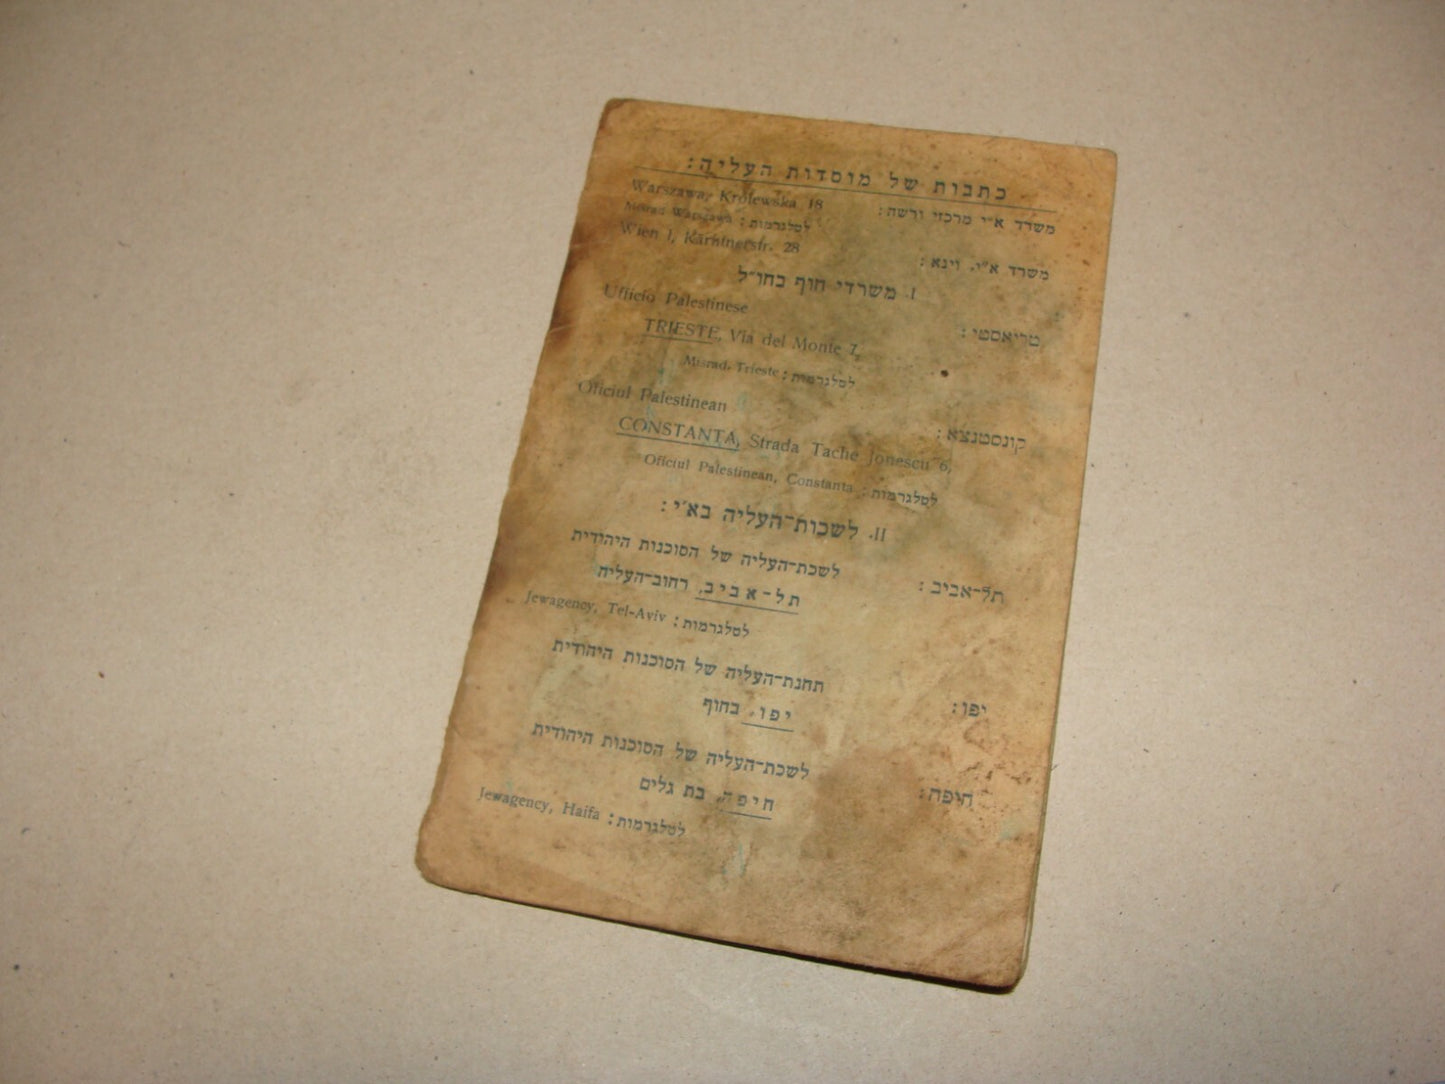 כתבות של מוסדות העליה:
משרד א״י מרכזי ורשה: Warszawa, Królewska 18
לטלגרמות: Misrad Warszawa
משרד א״י, וינא: Wien I, Kärntnerstr. 28
I. משרדי חוף בחו״ל
טריאסטי: Ufficio Palestinese
TRIESTE, Via del Monte 7,
לטלגרמות: Misrad, Trieste
קונסטנצא: Oficiul Palestinean
CONSTANTA, Strada Tache Jonescu 6,
לטלגרמות: Oficiul Palestinean, Constanta
II. לשכות־העליה בא״י:
תל־אביב: לשכת־העליה של הסוכנות היהודית
תל־אביב, רחוב־העליה
לטלגרמות: Jewagency, Tel-Aviv
יפו: תחנת־העליה של הסוכנות היהודית
יפו, בחוף
חיפה: לשכת־העליה של הסוכנות היהודית
חיפה, בת גלים
לטלגרמות: Jewagency, Haifa